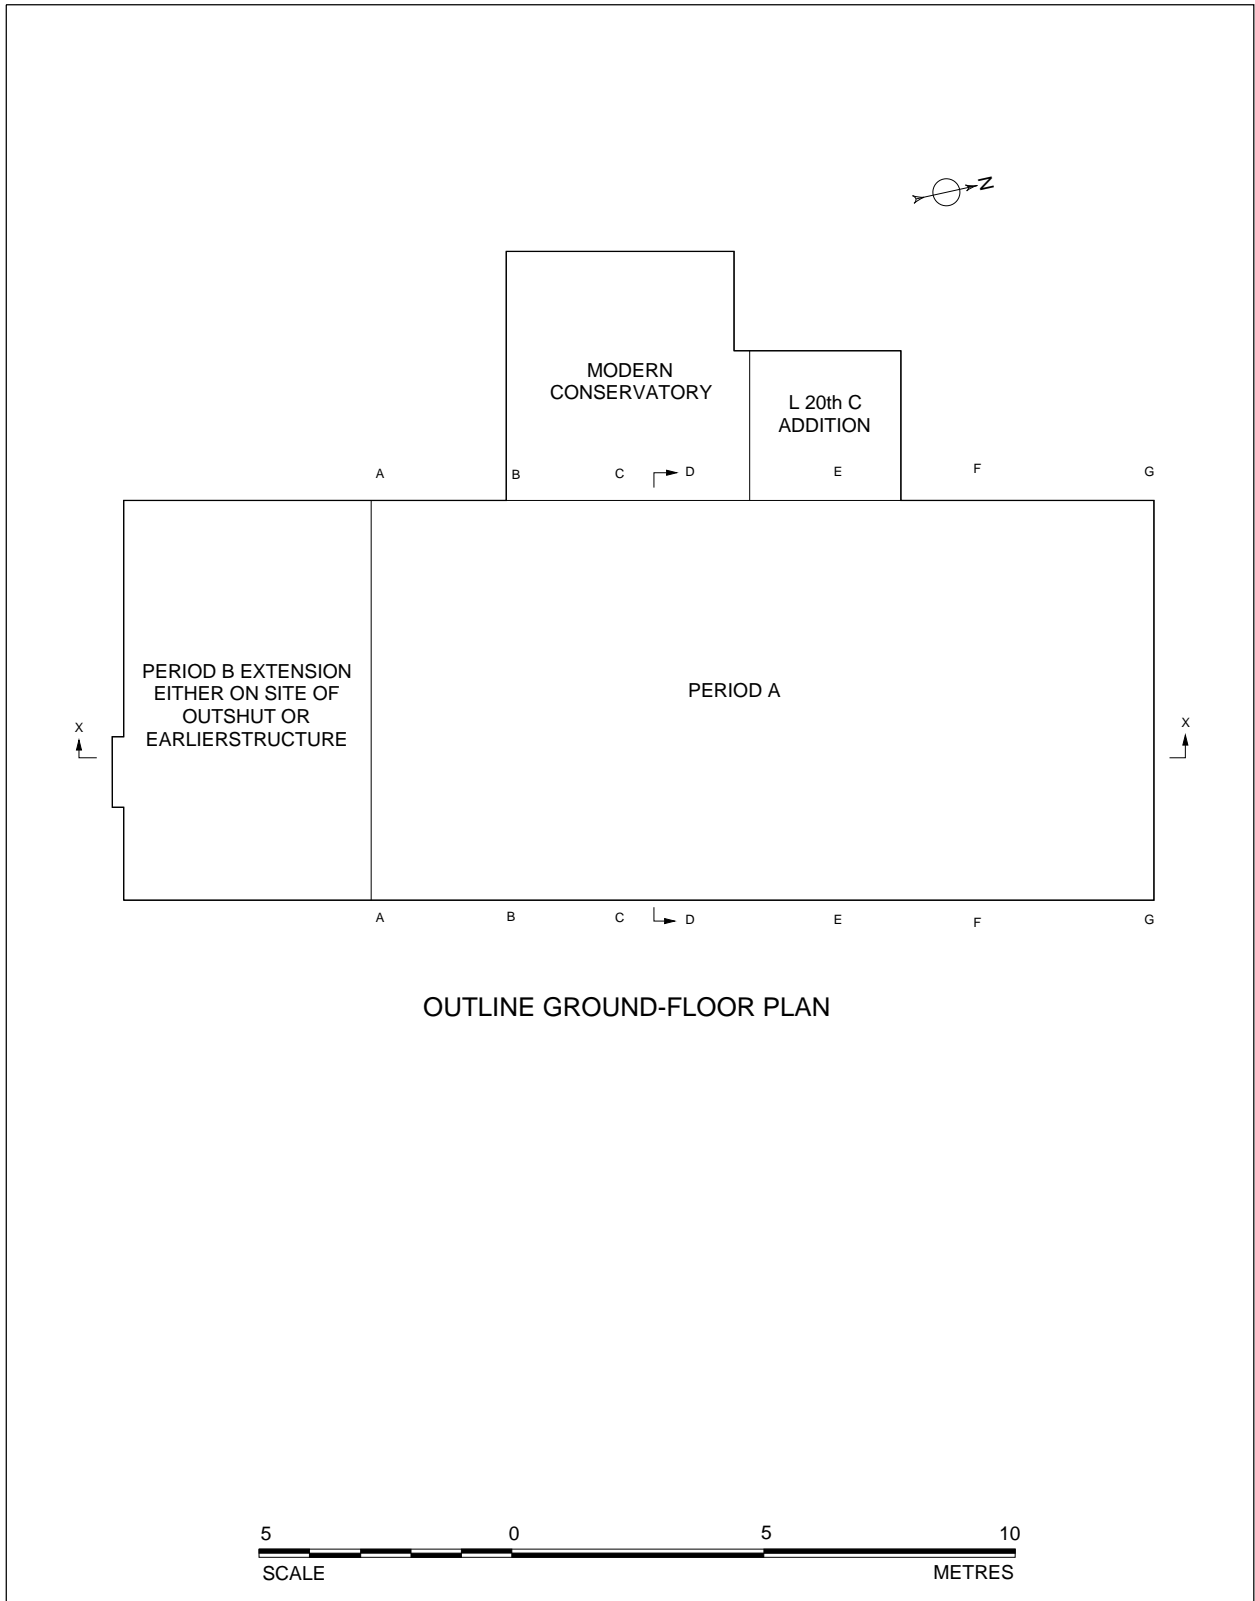 N
MODERN
CONSERVATORY
L 20th C
ADDITION
A B C D E F G
PERIOD B EXTENSION
EITHER ON SITE OF
OUTSHUT OR
EARLIERSTRUCTURE
PERIOD A
X X
A B C D E F G
OUTLINE GROUND-FLOOR PLAN
5 0 5 10
SCALE METRES